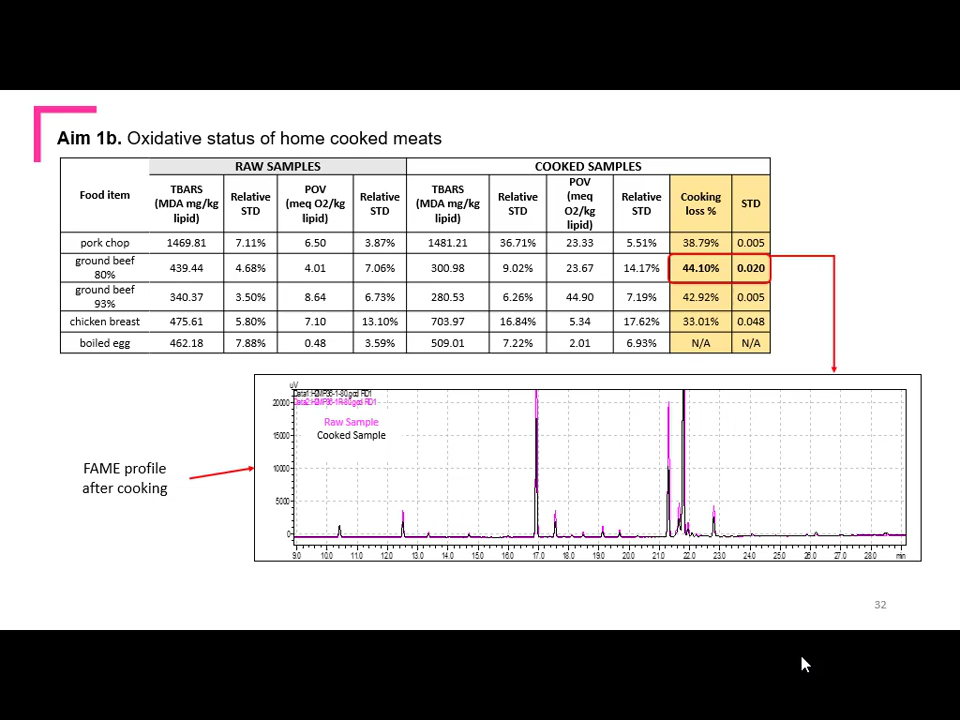 Aim 1b. Oxidative status of home cooked meats
RAW SAMPLES COOKED SAMPLES
Food item TBARS (MDA mg/kg lipid) Relative STD POV (meq O2/kg lipid) Relative STD TBARS (MDA mg/kg lipid) Relative STD POV (meq O2/kg lipid) Relative STD Cooking loss % STD
pork chop 1469.81 7.11% 6.50 3.87% 1481.21 36.71% 23.33 5.51% 38.79% 0.005
ground beef 80% 439.44 4.68% 4.01 7.06% 300.98 9.02% 23.67 14.17% 44.10% 0.020
ground beef 93% 340.37 3.50% 8.64 6.73% 280.53 6.26% 44.90 7.19% 42.92% 0.005
chicken breast 475.61 5.80% 7.10 13.10% 703.97 16.84% 5.34 17.62% 33.01% 0.048
boiled egg 462.18 7.88% 0.48 3.59% 509.01 7.22% 2.01 6.93% N/A N/A
uV
20000
Raw Sample
Cooked Sample
15000
10000
5000
0
9.0 10.0 11.0 12.0 13.0 14.0 15.0 16.0 17.0 18.0 19.0 20.0 21.0 22.0 23.0 24.0 25.0 26.0 27.0 28.0 min
FAME profile
after cooking
32